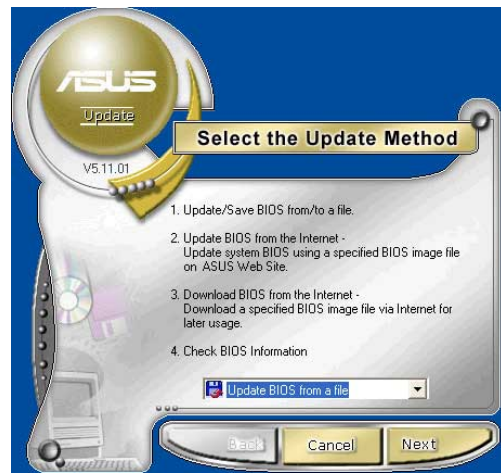 ASUS
Update
V5.11.01
Select the Update Method
1. Update/Save BIOS from/to a file.
2. Update BIOS from the Internet -
Update system BIOS using a specified BIOS image file
on ASUS Web Site.
3. Download BIOS from the Internet -
Download a specified BIOS image file via Internet for
later usage.
4. Check BIOS Information
Update BIOS from a file
Back
Cancel
Next